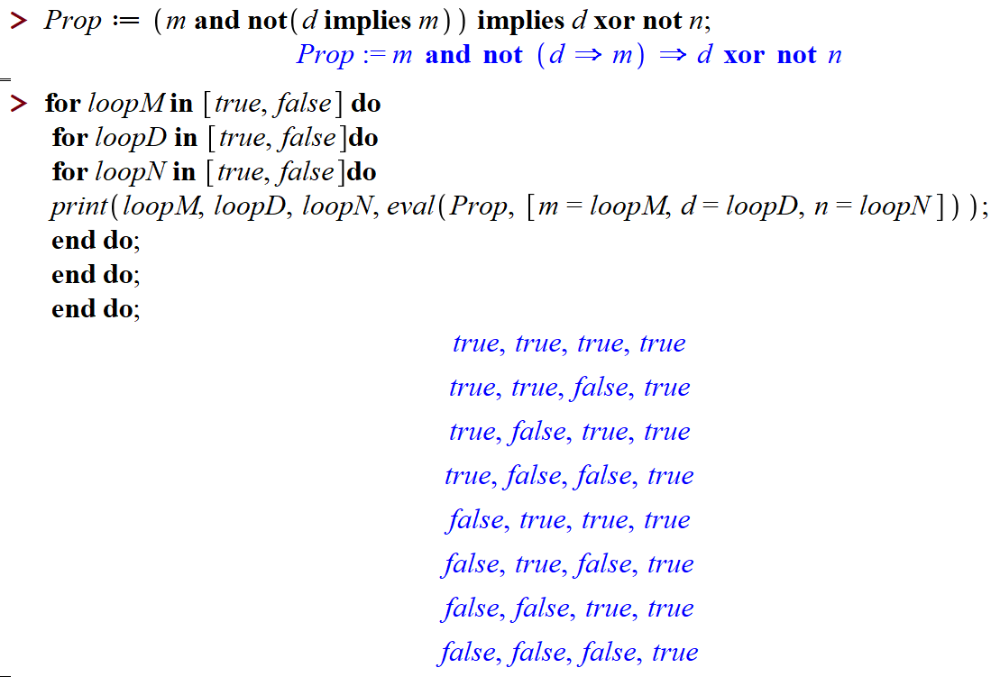 > Prop := (m and not(d implies m)) implies d xor not n;
Prop := m and not (d ⇒ m) ⇒ d xor not n
> for loopM in [true, false] do
for loopD in [true, false]do
for loopN in [true, false]do
print(loopM, loopD, loopN, eval(Prop, [m = loopM, d = loopD, n = loopN]));
end do;
end do;
end do;
true, true, true, true
true, true, false, true
true, false, true, true
true, false, false, true
false, true, true, true
false, true, false, true
false, false, true, true
false, false, false, true